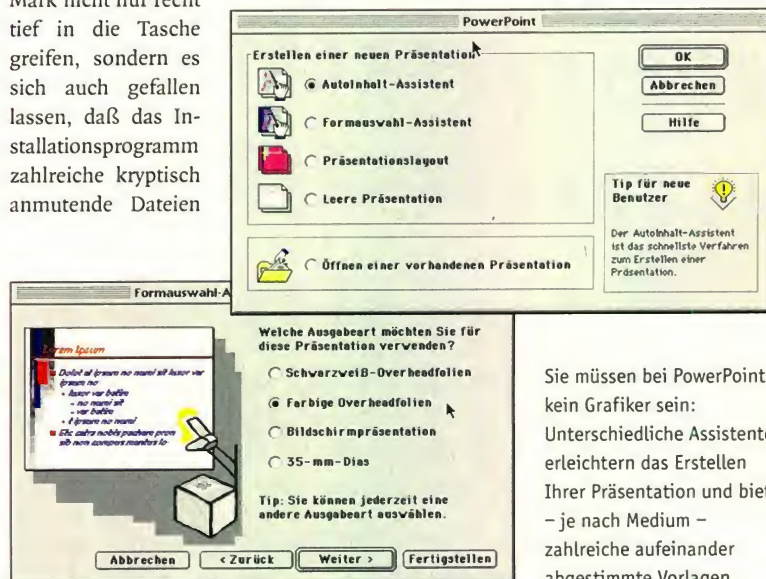 Mark nicht nur recht
tief in die Tasche
greifen, sondern es
sich auch gefallen
lassen, daß das In-
stallationsprogramm
zahlreiche kryptisch
anmutende Dateien
PowerPoint
Erstellen einer neuen Präsentation
AutoInhalt-Assistent
Formauswahl-Assistent
Präsentationslayout
Leere Präsentation
Öffnen einer vorhandenen Präsentation
OK
Abbrechen
Hilfe
Tip für neue
Benutzer
Der AutoInhalt-Assistent
ist das schnellste Verfahren
zum Erstellen einer
Präsentation.
Formauswahl-A
Lorem Ipsum
Welche Ausgabeart möchten Sie für
diese Präsentation verwenden?
Schwarzweiß-Overheadfolien
Farbige Overheadfolien
Bildschirmpräsentation
35-mm-Dias
Tip: Sie können jederzeit eine
andere Ausgabeart auswählen.
Abbrechen
< Zurück
Weiter >
Fertigstellen
Sie müssen bei PowerPoint
kein Grafiker sein:
Unterschiedliche Assistente
erleichtern das Erstellen
Ihrer Präsentation und biet
– je nach Medium –
zahlreiche aufeinander
abgestimmte Vorlagen